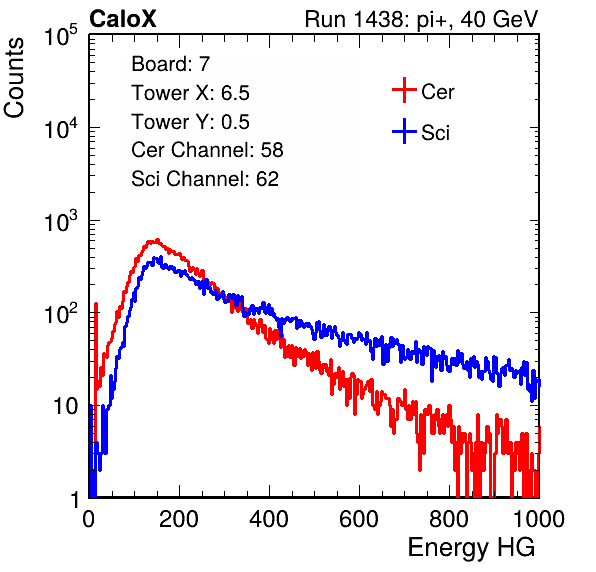 CaloX Run 1438: pi+, 40 GeV
Counts
Board: 7
Tower X: 6.5
Tower Y: 0.5
Cer Channel: 58
Sci Channel: 62
Cer
Sci
10^5
10^4
10^3
10^2
10
1
0 200 400 600 800 1000
Energy HG